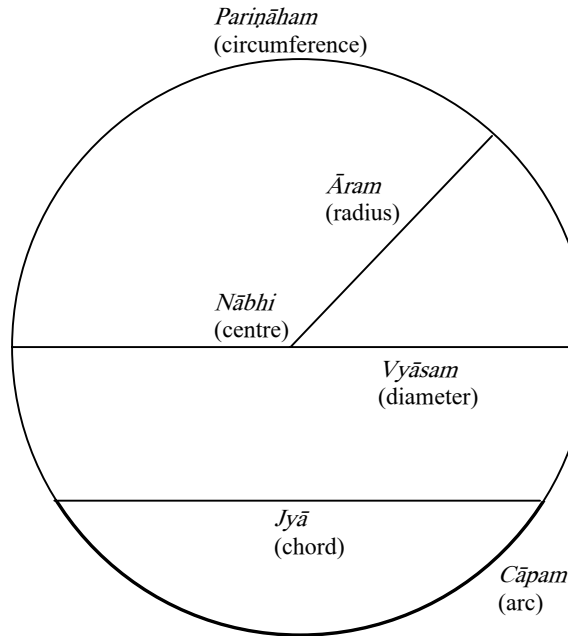 Pariṇāham
(circumference)
Āram
(radius)
Nābhi
(centre)
Vyāsam
(diameter)
Jyā
(chord)
Cāpam
(arc)